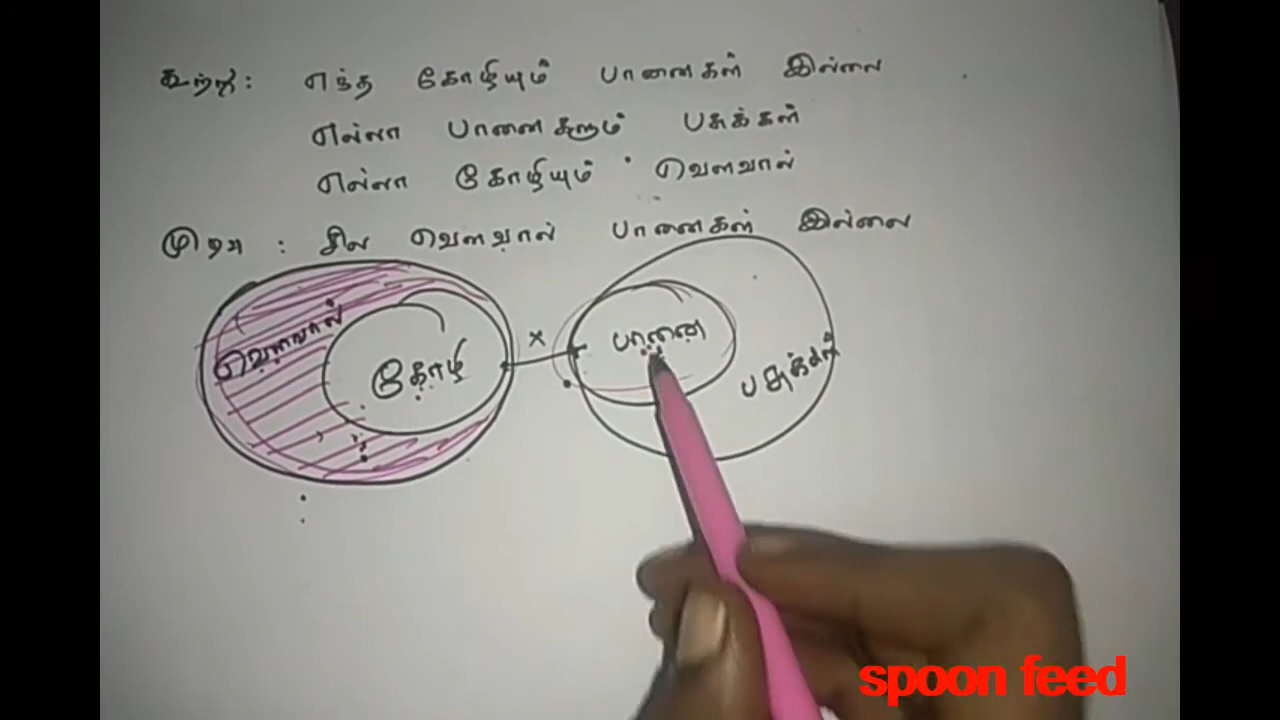 கூற்று: எந்த கோழியும் பானைகள் இல்லை
எல்லா பானைகளும் பசுக்கள்
எல்லா கோழியும் வெளவால்
முடிவு : சில வெளவால் பானைகள் இல்லை
வெளவால்
கோழி
x
பானை
பசுக்கள்
spoon feed